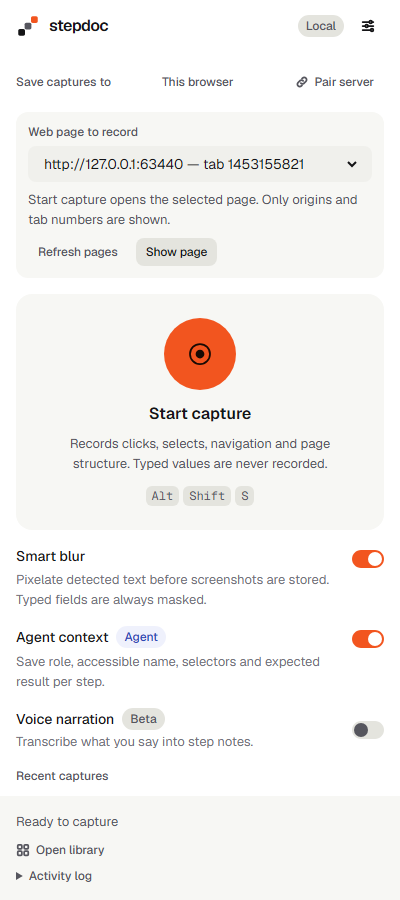 stepdoc
Local
Save captures to
This browser
Pair server
Web page to record
http://127.0.0.1:63440 — tab 1453155821
Start capture opens the selected page. Only origins and
tab numbers are shown.
Refresh pages
Show page
Start capture
Records clicks, selects, navigation and page
structure. Typed values are never recorded.
Alt Shift S
Smart blur
Pixelate detected text before screenshots are stored.
Typed fields are always masked.
Agent context Agent
Save role, accessible name, selectors and expected
result per step.
Voice narration Beta
Transcribe what you say into step notes.
Recent captures
Ready to capture
Open library
Activity log